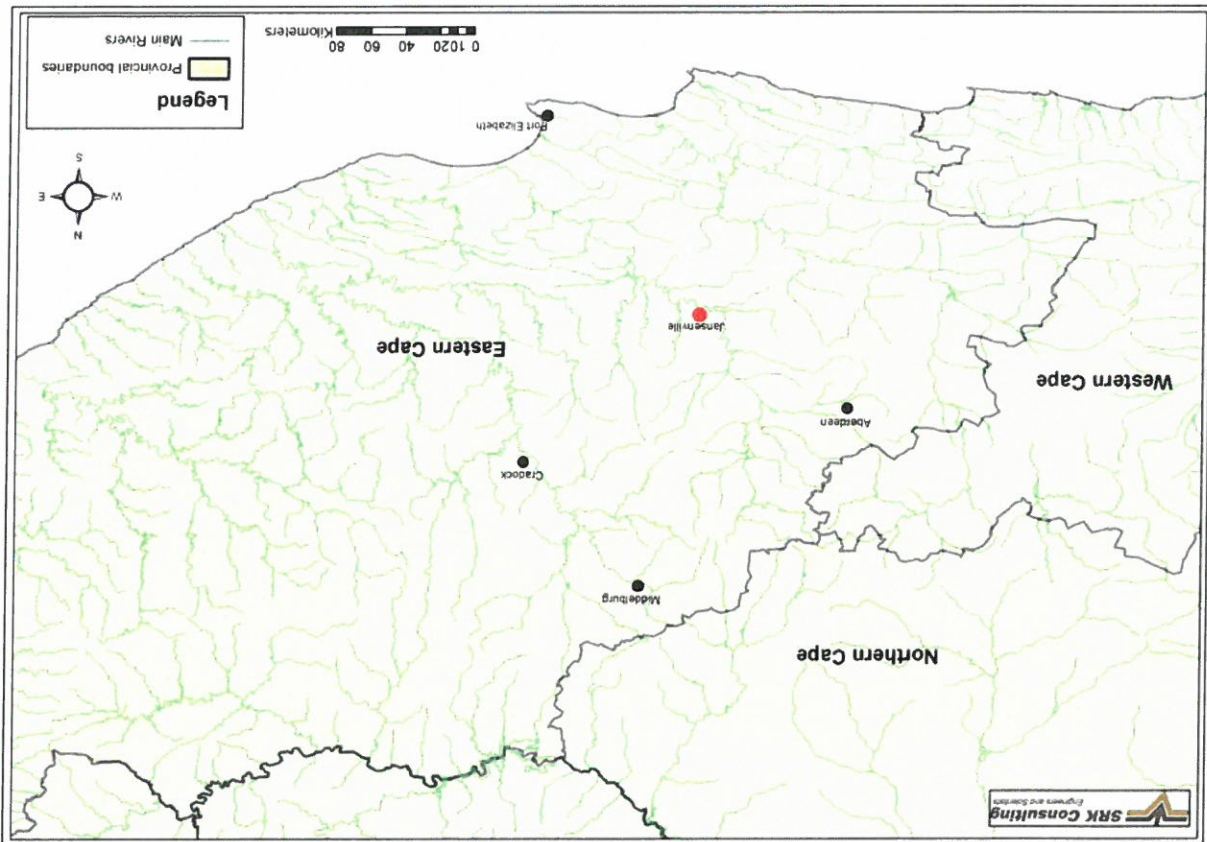 SRK Consulting
Engineers and Scientists
Northern Cape
Middelburg
Cradock
Aberdeen
Western Cape
Eastern Cape
Jansenville
N
W E
S
Port Elizabeth
Legend
Provincial boundaries
Main Rivers
0 1020 40 60 80
Kilometers